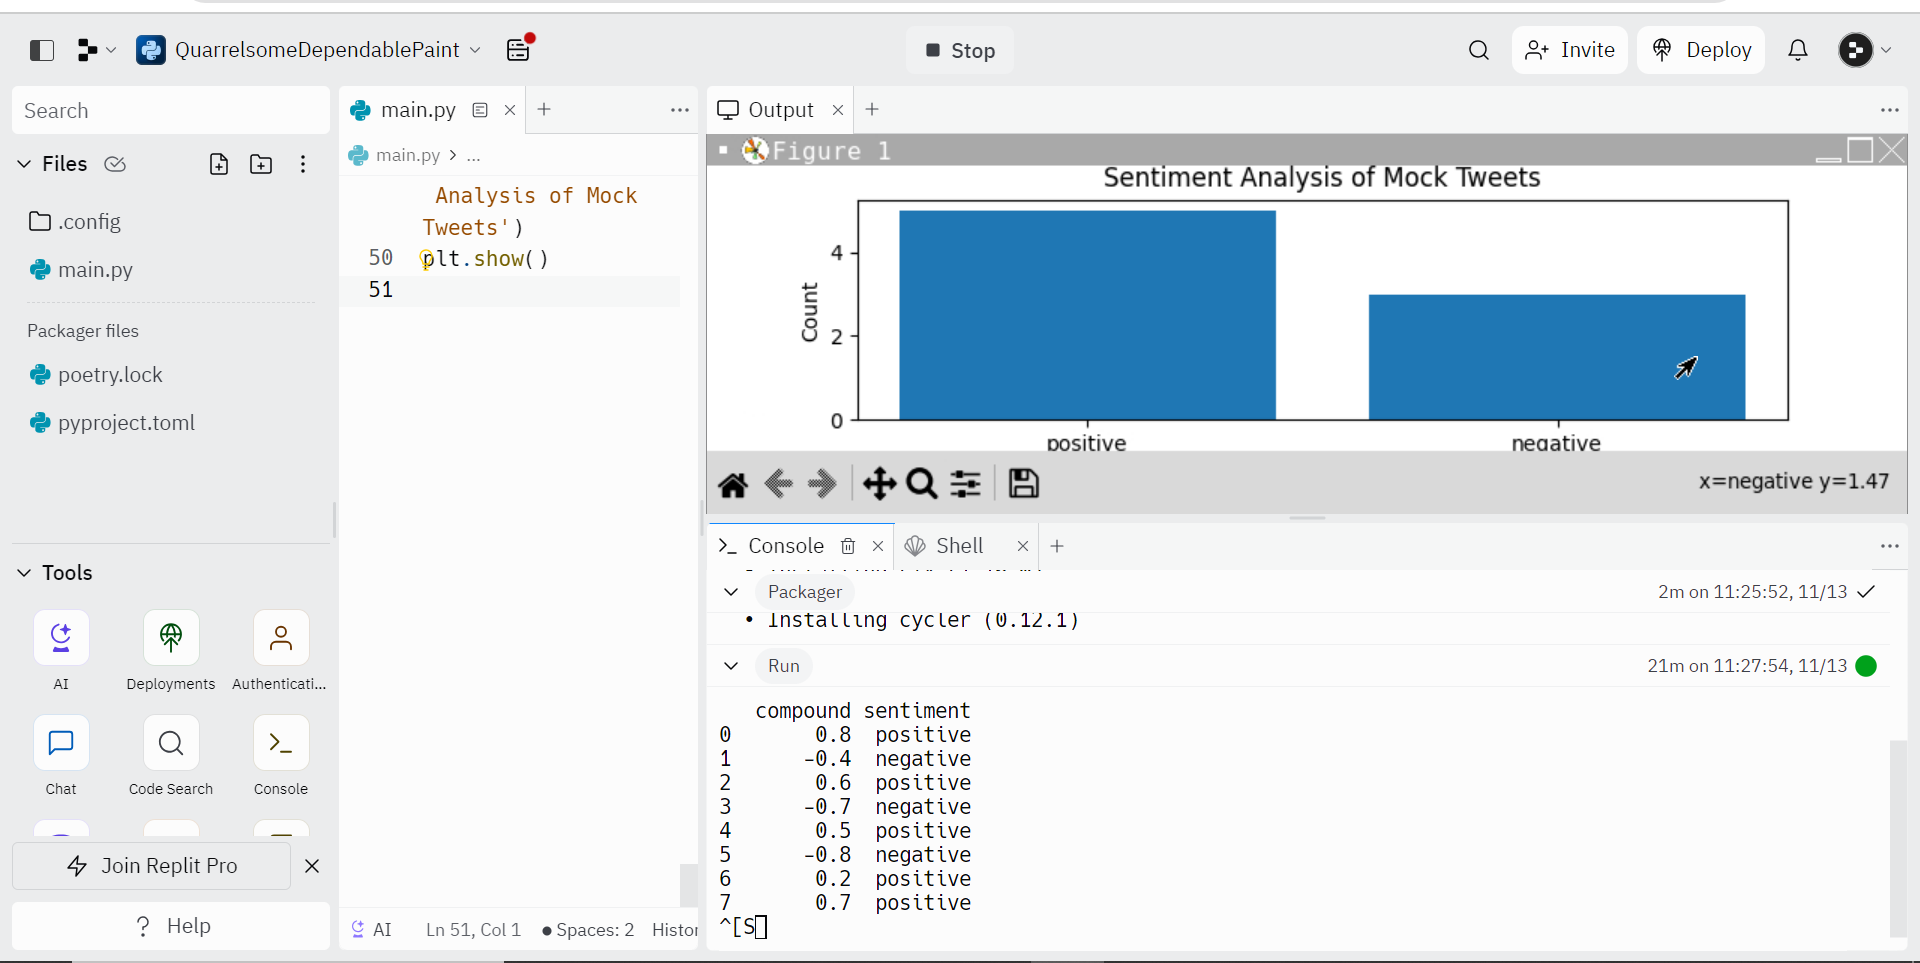 QuarrelsomeDependablePaint
Stop
Invite
Deploy
Search
Files
.config
main.py
Packager files
poetry.lock
pyproject.toml
Tools
AI
Deployments
Authenticati...
Chat
Code Search
Console
Join Replit Pro
Help
main.py
main.py > ...
Analysis of Mock
Tweets')
50 plt.show()
51
AI Ln 51, Col 1 Spaces: 2 Histor
Output
Figure 1
Sentiment Analysis of Mock Tweets
Count
4
2
0
positive negative
x=negative y=1.47
Console Shell
Packager 2m on 11:25:52, 11/13
• Installing cycler (0.12.1)
Run 21m on 11:27:54, 11/13
compound sentiment
0 0.8 positive
1 -0.4 negative
2 0.6 positive
3 -0.7 negative
4 0.5 positive
5 -0.8 negative
6 0.2 positive
7 0.7 positive
^[S